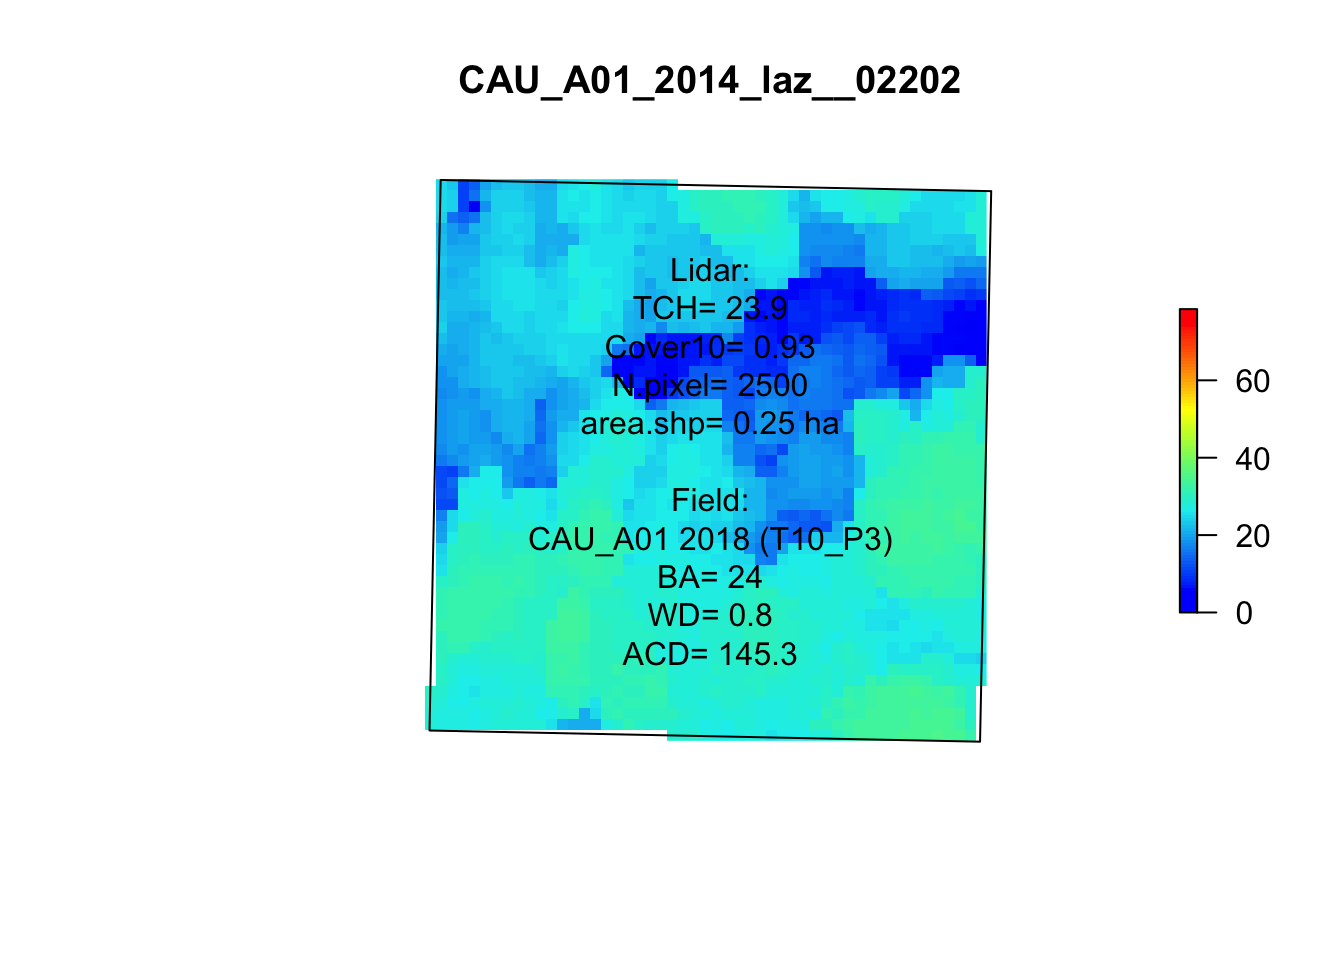 CAU_A01_2014_laz__02202
Lidar:
TCH= 23.9
Cover10= 0.93
N.pixel= 2500
area.shp= 0.25 ha
Field:
CAU_A01 2018 (T10_P3)
BA= 24
WD= 0.8
ACD= 145.3
60
40
20
0